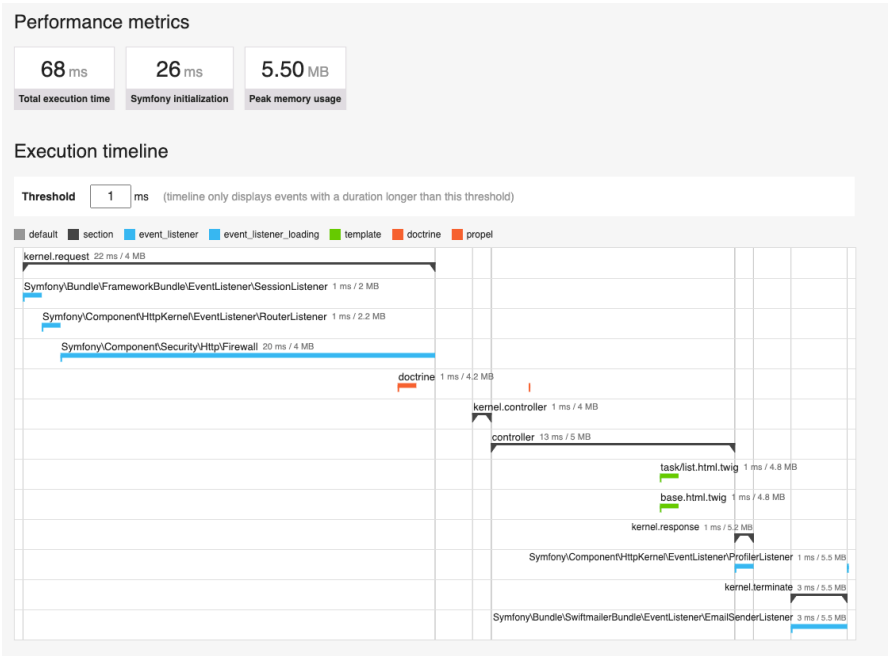 Performance metrics
68 ms
26 ms
5.50 MB
Total execution time
Symfony initialization
Peak memory usage
Execution timeline
Threshold 1 ms (timeline only displays events with a duration longer than this threshold)
default section event_listener event_listener_loading template doctrine propel
kernel.request 22 ms / 4 MB
Symfony\Bundle\FrameworkBundle\EventListener\SessionListener 1 ms / 2 MB
Symfony\Component\HttpKernel\EventListener\RouterListener 1 ms / 2.2 MB
Symfony\Component\Security\Http\Firewall 20 ms / 4 MB
doctrine 1 ms / 4.2 MB
kernel.controller 1 ms / 4 MB
controller 13 ms / 5 MB
task/list.html.twig 1 ms / 4.8 MB
base.html.twig 1 ms / 4.8 MB
kernel.response 1 ms / 5.2 MB
Symfony\Component\HttpKernel\EventListener\ProfilerListener 1 ms / 5.5 MB
kernel.terminate 3 ms / 5.5 MB
Symfony\Bundle\SwiftmailerBundle\EventListener\EmailSenderListener 3 ms / 5.5 MB